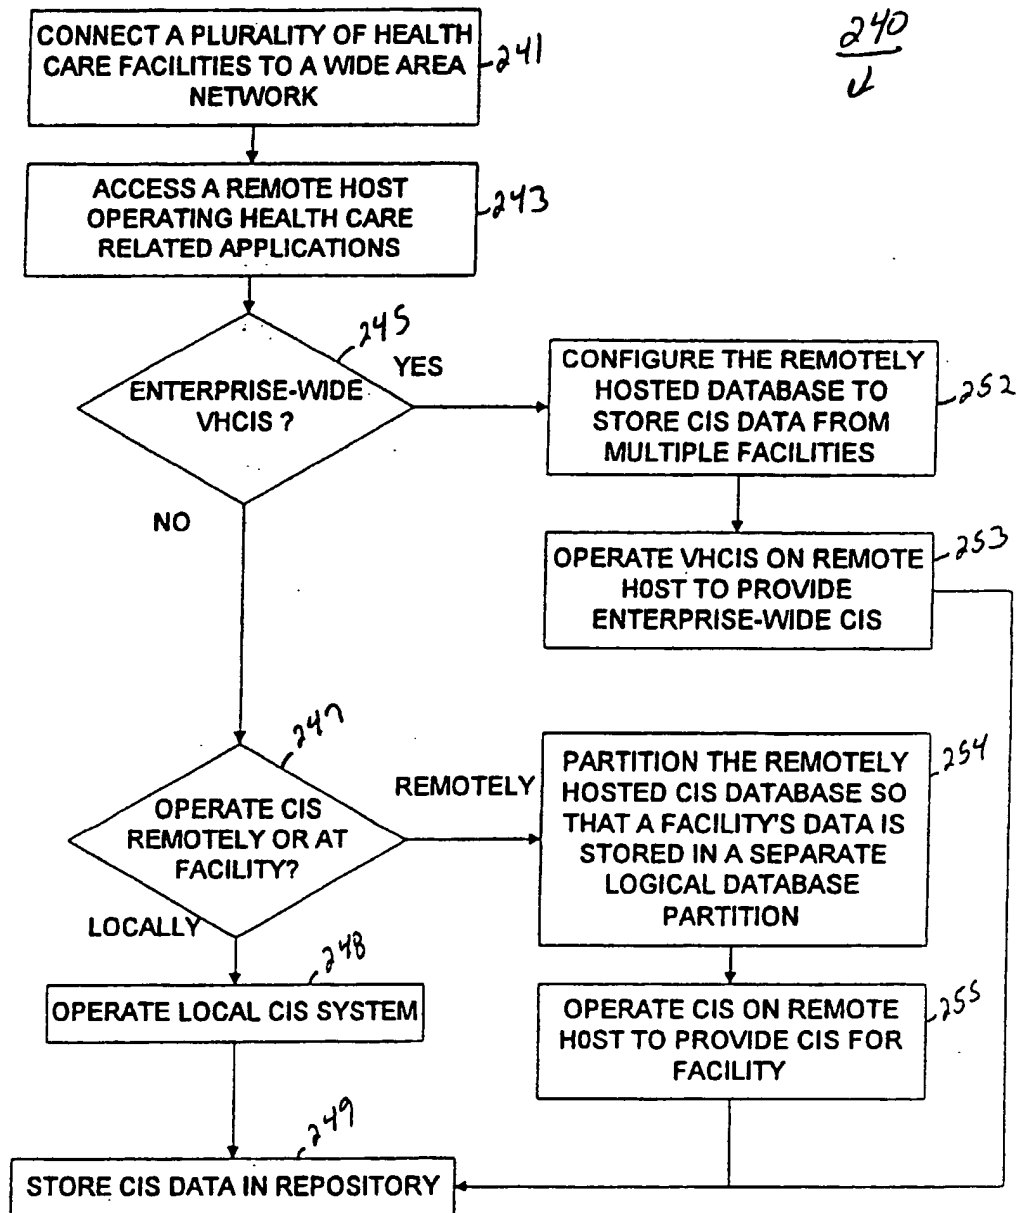 240
CONNECT A PLURALITY OF HEALTH
CARE FACILITIES TO A WIDE AREA
NETWORK
241
ACCESS A REMOTE HOST
OPERATING HEALTH CARE
RELATED APPLICATIONS
243
245
ENTERPRISE-WIDE
VHCIS ?
YES
NO
CONFIGURE THE REMOTELY
HOSTED DATABASE TO
STORE CIS DATA FROM
MULTIPLE FACILITIES
252
OPERATE VHCIS ON REMOTE
HOST TO PROVIDE
ENTERPRISE-WIDE CIS
253
247
OPERATE CIS
REMOTELY OR AT
FACILITY?
REMOTELY
LOCALLY
PARTITION THE REMOTELY
HOSTED CIS DATABASE SO
THAT A FACILITY'S DATA IS
STORED IN A SEPARATE
LOGICAL DATABASE
PARTITION
254
248
OPERATE LOCAL CIS SYSTEM
OPERATE CIS ON REMOTE
HOST TO PROVIDE CIS FOR
FACILITY
255
249
STORE CIS DATA IN REPOSITORY